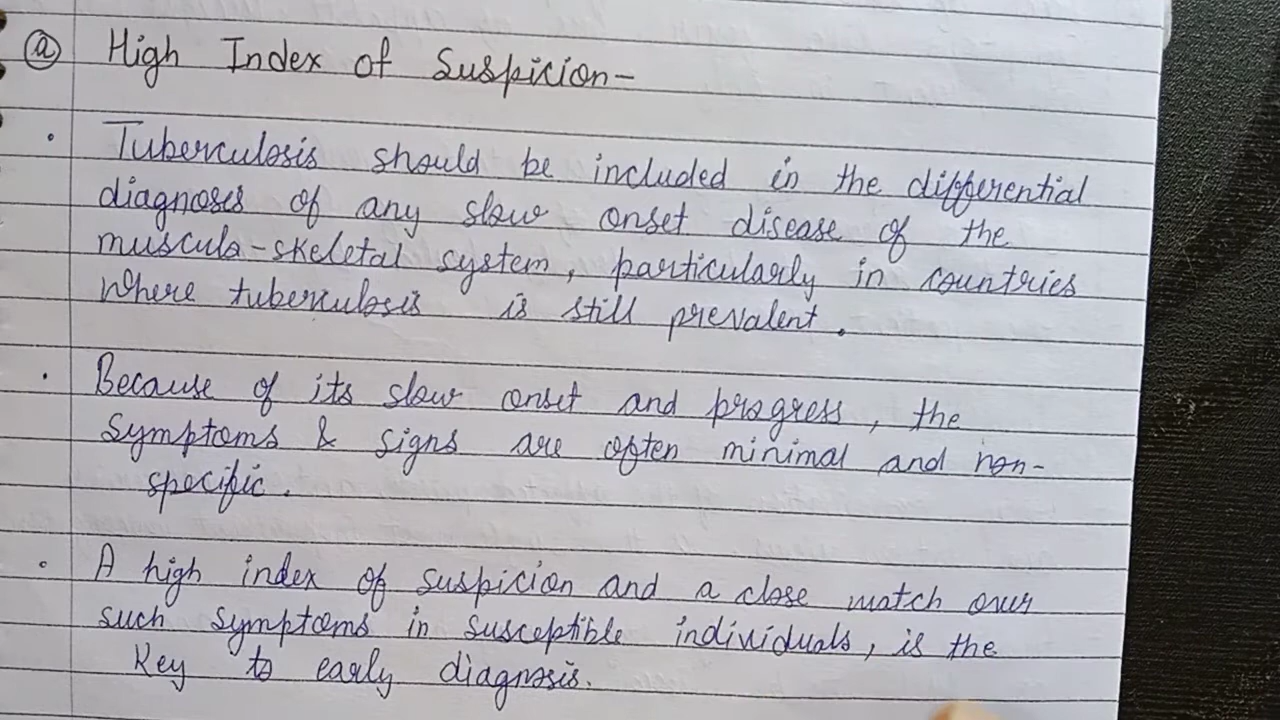 (a) High Index of Suspicion-
• Tuberculosis should be included in the differential
diagnoses of any slow onset disease of the
musculo-skeletal system, particularly in countries
where tuberculosis is still prevalent.
• Because of its slow onset and progress, the
symptoms & signs are often minimal and non-
specific.
• A high index of suspicion and a close watch over
such symptoms in susceptible individuals, is the
Key to early diagnosis.